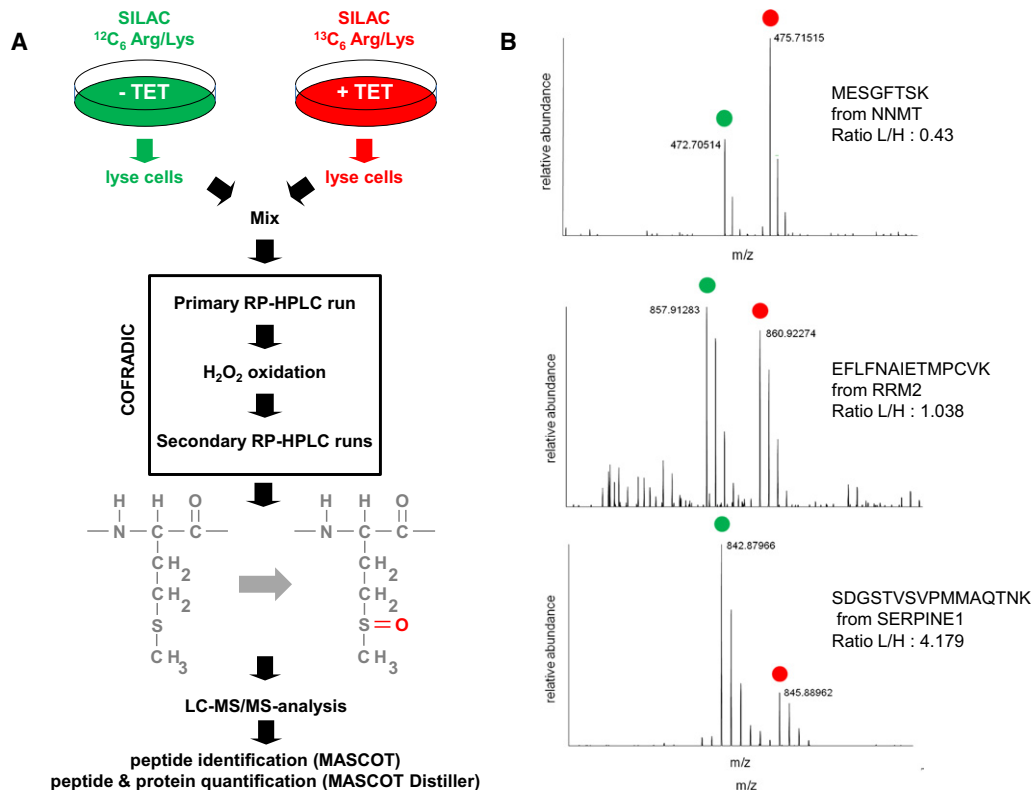 A
SILAC
¹²C₆ Arg/Lys
SILAC
¹³C₆ Arg/Lys
- TET
+ TET
lyse cells
lyse cells
Mix
COFRADIC
Primary RP-HPLC run
H₂O₂ oxidation
Secondary RP-HPLC runs
H H O
N C C
CH₂
CH₂
S
CH₃
H H O
N C C
CH₂
CH₂
S=O
CH₃
LC-MS/MS-analysis
peptide identification (MASCOT)
peptide & protein quantification (MASCOT Distiller)
B
relative abundance
475.71515
472.70514
m/z
MESGFTSK
from NNMT
Ratio L/H : 0.43
relative abundance
857.91283
860.92274
EFLFNAIETMPCVK
from RRM2
Ratio L/H : 1.038
relative abundance
842.87966
845.88962
m/z
m/z
SDGSTVSVPMMAQTNK
from SERPINE1
Ratio L/H : 4.179